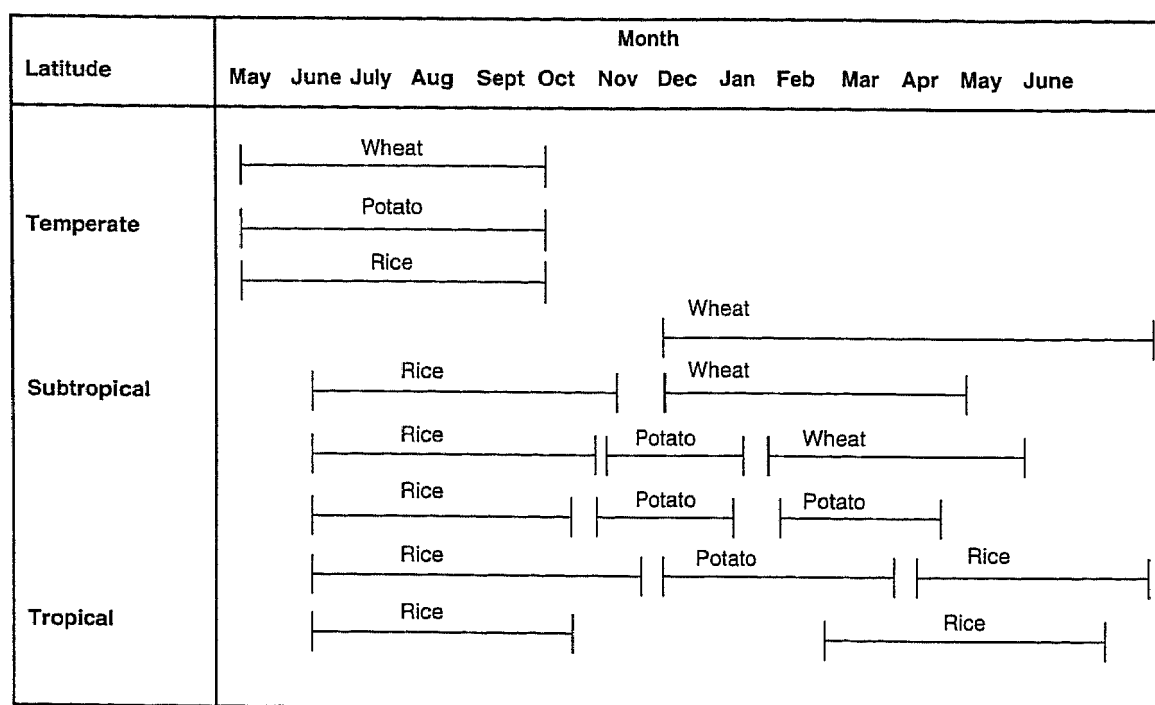 Month
Latitude
May June July Aug Sept Oct Nov Dec Jan Feb Mar Apr May June
Wheat
Temperate
Potato
Rice
Wheat
Subtropical
Rice Wheat
Rice Potato Wheat
Rice Potato Potato
Rice Potato Rice
Tropical
Rice Rice